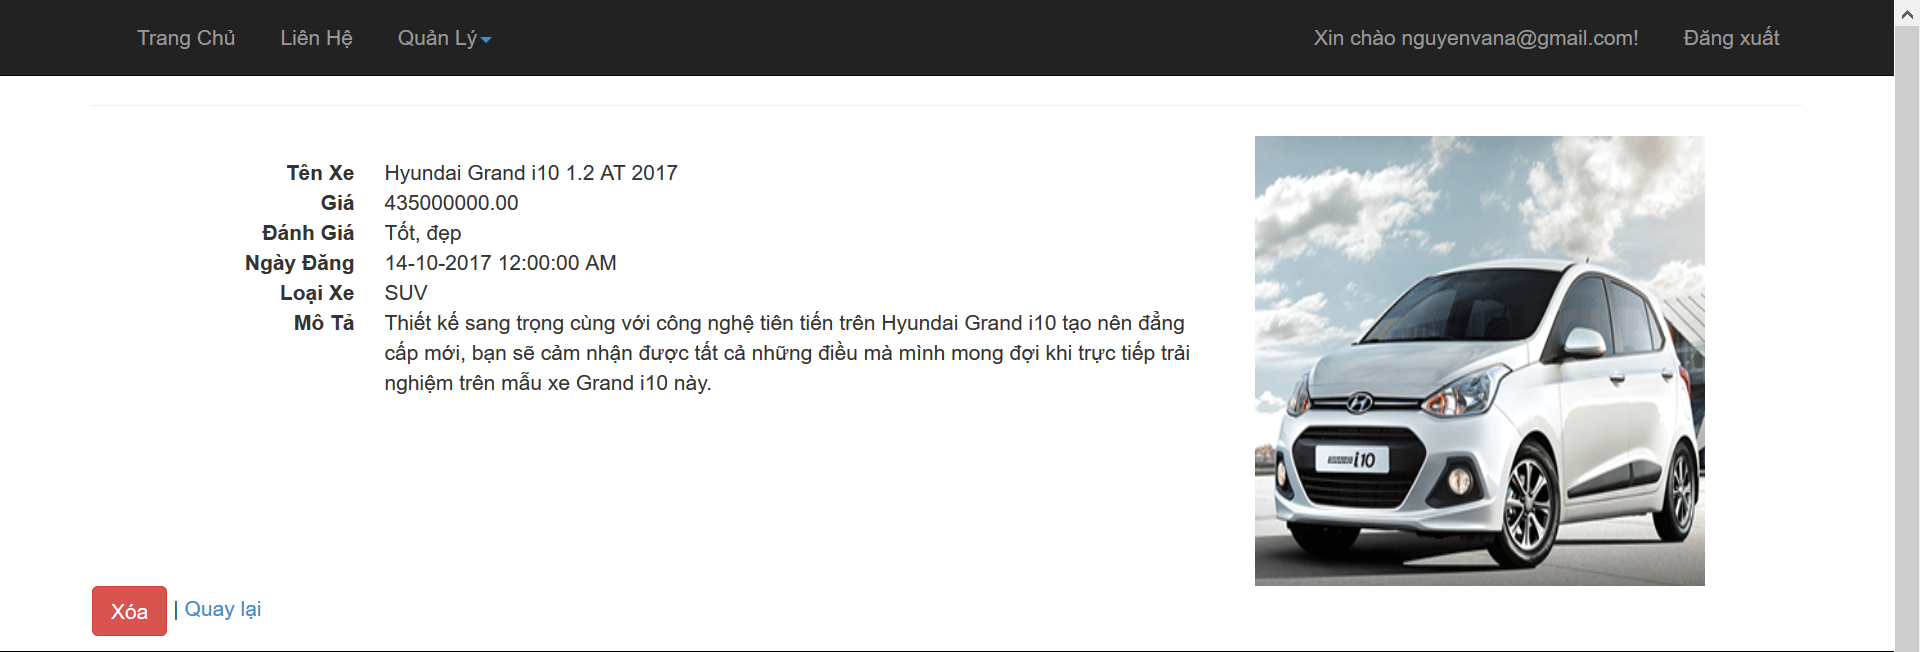 Trang Chủ Liên Hệ Quản Lý Xin chào nguyenvana@gmail.com! Đăng xuất
Tên Xe Hyundai Grand i10 1.2 AT 2017
Giá 435000000.00
Đánh Giá Tốt, đẹp
Ngày Đăng 14-10-2017 12:00:00 AM
Loại Xe SUV
Mô Tả Thiết kế sang trọng cùng với công nghệ tiên tiến trên Hyundai Grand i10 tạo nên đẳng
cấp mới, bạn sẽ cảm nhận được tất cả những điều mà mình mong đợi khi trực tiếp trải
nghiệm trên mẫu xe Grand i10 này.
i10
Xóa | Quay lại